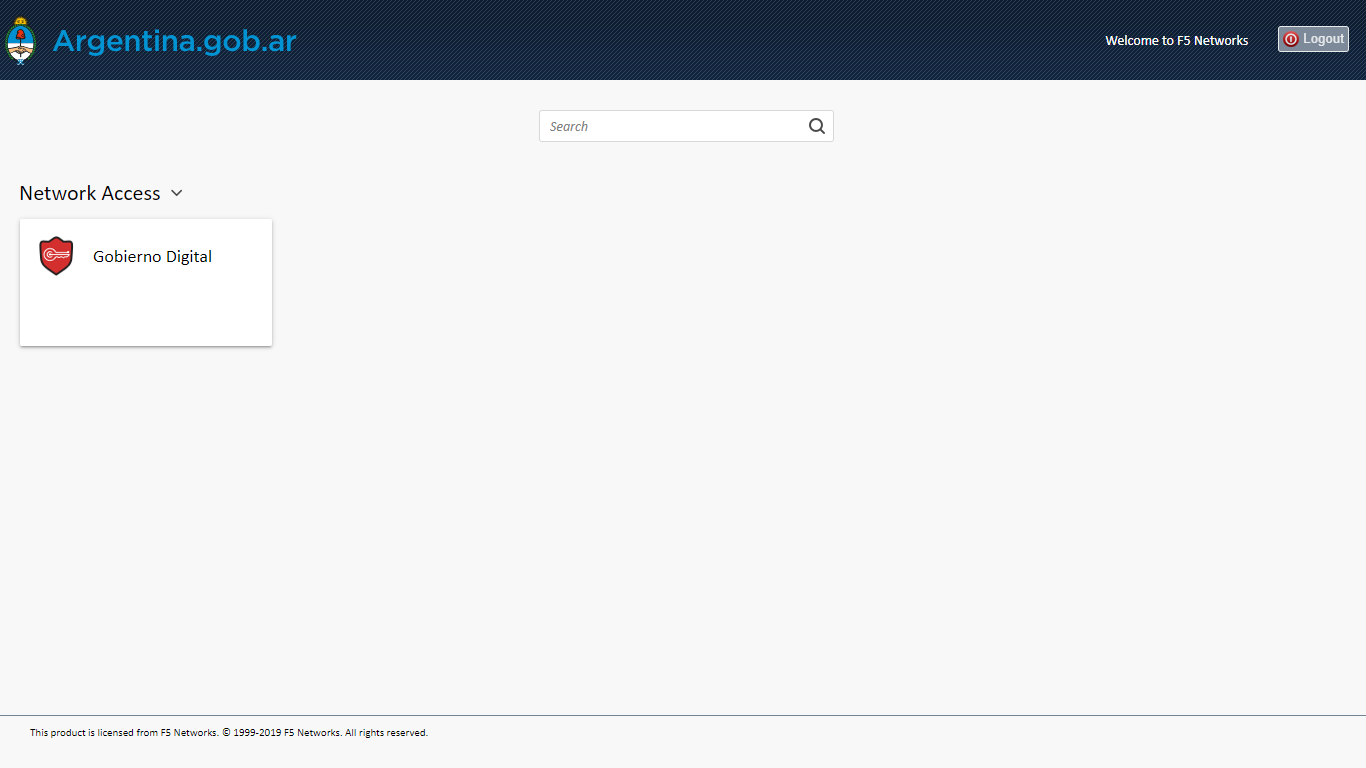 Argentina.gob.ar
Welcome to F5 Networks
Logout
Search
Network Access
Gobierno Digital
This product is licensed from F5 Networks. © 1999-2019 F5 Networks. All rights reserved.